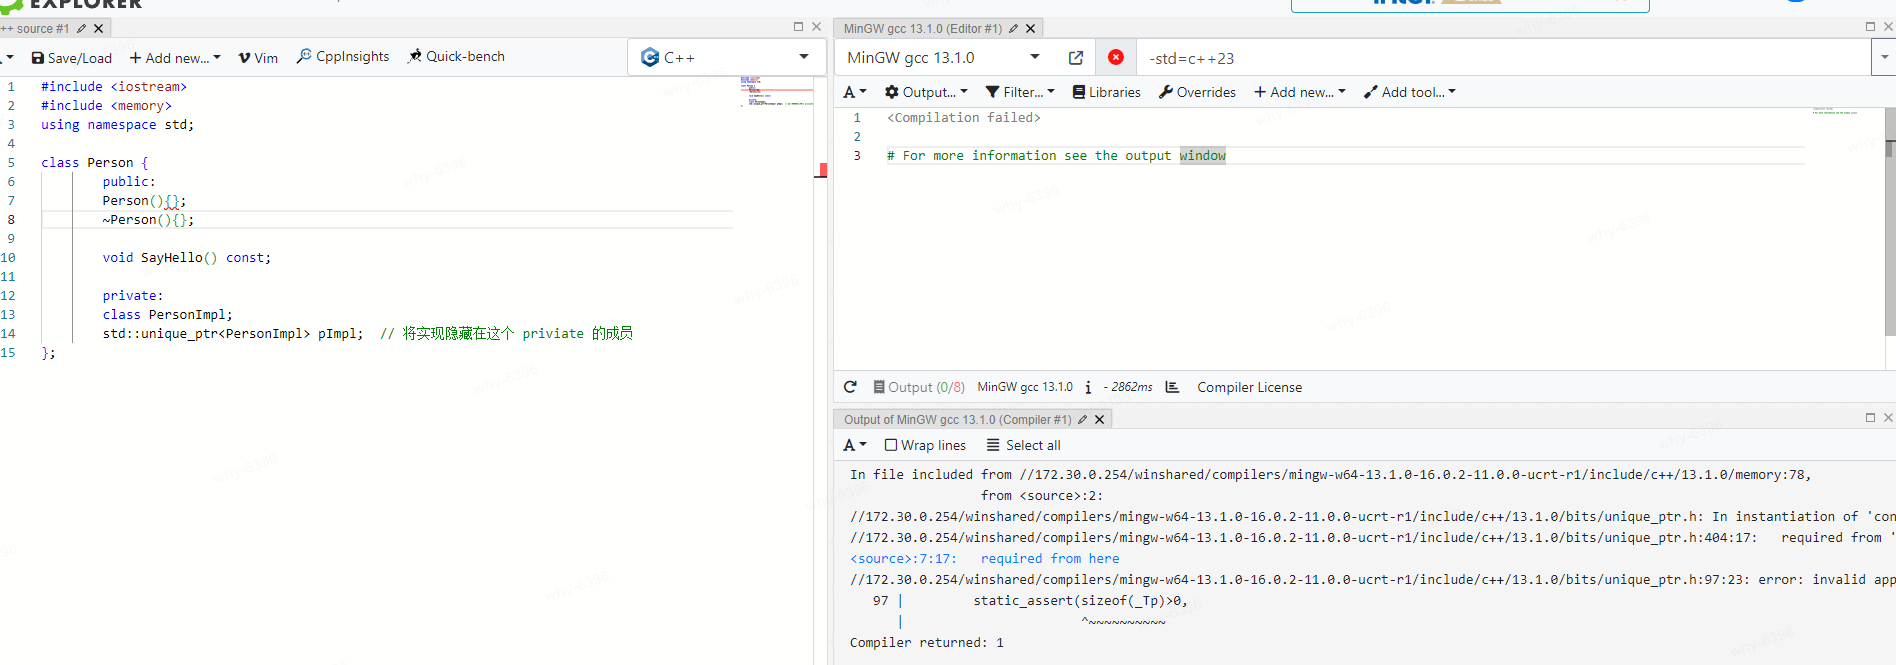 EXPLORER
intel.
++ source #1
Save/Load
Add new...
Vim
CppInsights
Quick-bench
C++
1 #include <iostream>
2 #include <memory>
3 using namespace std;
4
5 class Person {
6 public:
7 Person(){};
8 ~Person(){};
9
10 void SayHello() const;
11
12 private:
13 class PersonImpl;
14 std::unique_ptr<PersonImpl> pImpl;  // 将实现隐藏在这个 priviate 的成员
15 };
MinGW gcc 13.1.0 (Editor #1)
MinGW gcc 13.1.0
-std=c++23
A
Output...
Filter...
Libraries
Overrides
Add new...
Add tool...
1 <Compilation failed>
2
3 # For more information see the output window
Output (0/8) MinGW gcc 13.1.0 i - 2862ms Compiler License
Output of MinGW gcc 13.1.0 (Compiler #1)
A Wrap lines Select all
In file included from //172.30.0.254/winshared/compilers/mingw-w64-13.1.0-16.0.2-11.0.0-ucrt-r1/include/c++/13.1.0/memory:78,
from <source>:2:
//172.30.0.254/winshared/compilers/mingw-w64-13.1.0-16.0.2-11.0.0-ucrt-r1/include/c++/13.1.0/bits/unique_ptr.h: In instantiation of 'con
//172.30.0.254/winshared/compilers/mingw-w64-13.1.0-16.0.2-11.0.0-ucrt-r1/include/c++/13.1.0/bits/unique_ptr.h:404:17:   required from '
<source>:7:17:   required from here
//172.30.0.254/winshared/compilers/mingw-w64-13.1.0-16.0.2-11.0.0-ucrt-r1/include/c++/13.1.0/bits/unique_ptr.h:97:23: error: invalid app
97 |         static_assert(sizeof(_Tp)>0,
|                       ^~~~~~~~~~~
Compiler returned: 1
why-6396